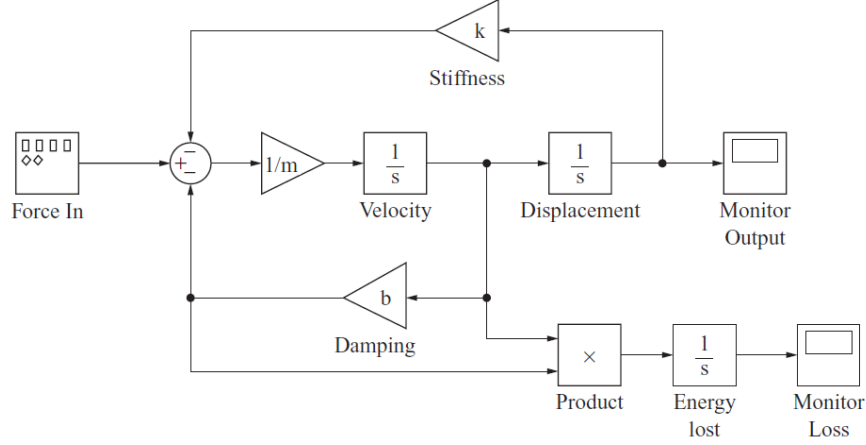 k
Stiffness
−
+
−
−
1/m
1
s
1
s
Force In
Velocity
Displacement
Monitor
Output
b
Damping
×
1
s
Product
Energy
lost
Monitor
Loss